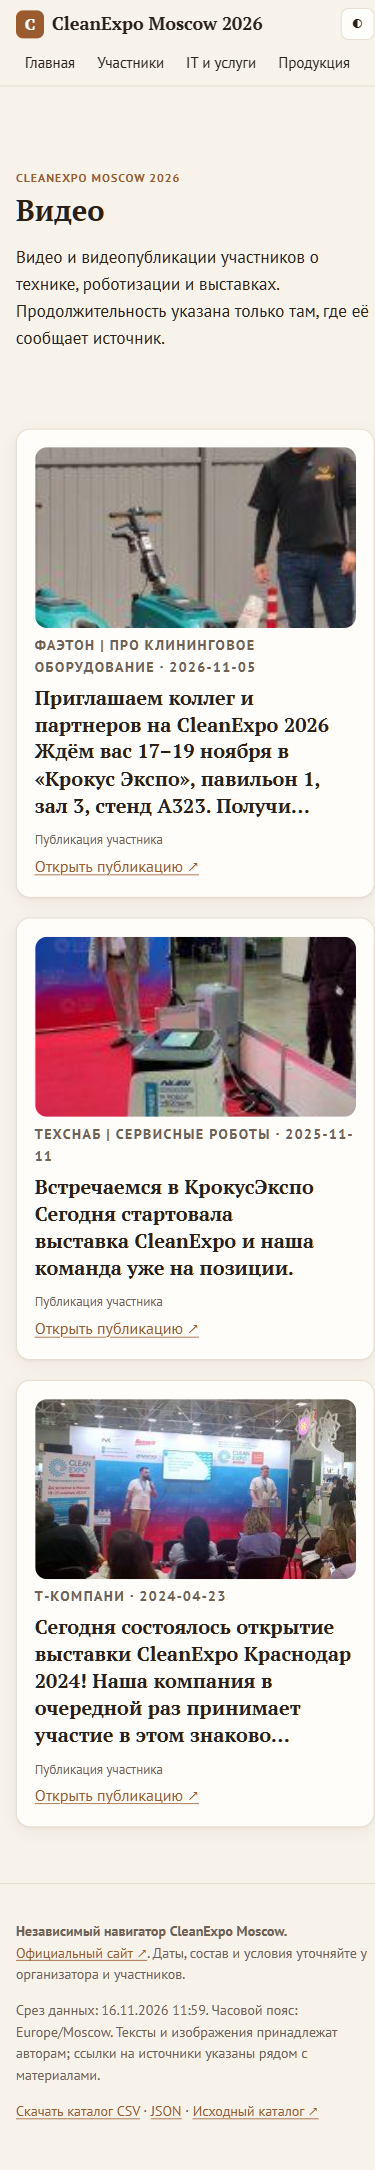 C CleanExpo Moscow 2026
Главная Участники IT и услуги Продукция
CLEANEXPO MOSCOW 2026
Видео
Видео и видеопубликации участников о
технике, роботизации и выставках.
Продолжительность указана только там, где её
сообщает источник.
ФАЭТОН | ПРО КЛИНИНГОВОЕ
ОБОРУДОВАНИЕ · 2026-11-05
Приглашаем коллег и
партнеров на CleanExpo 2026
Ждём вас 17–19 ноября в
«Крокус Экспо», павильон 1,
зал 3, стенд А323. Получи…
Публикация участника
Открыть публикацию ↗
ТЕХСНАБ | СЕРВИСНЫЕ РОБОТЫ · 2025-11-
11
Встречаемся в КрокусЭкспо
Сегодня стартовала
выставка CleanExpo и наша
команда уже на позиции.
Публикация участника
Открыть публикацию ↗
CLEAN
EXPO
CLEAN
EXPO
Т-КОМПАНИ · 2024-04-23
Сегодня состоялось открытие
выставки CleanExpo Краснодар
2024! Наша компания в
очередной раз принимает
участие в этом знаково…
Публикация участника
Открыть публикацию ↗
Независимый навигатор CleanExpo Moscow.
Официальный сайт ↗. Даты, состав и условия уточняйте у
организатора и участников.
Срез данных: 16.11.2026 11:59. Часовой пояс:
Europe/Moscow. Тексты и изображения принадлежат
авторам; ссылки на источники указаны рядом с
материалами.
Скачать каталог CSV · JSON · Исходный каталог ↗